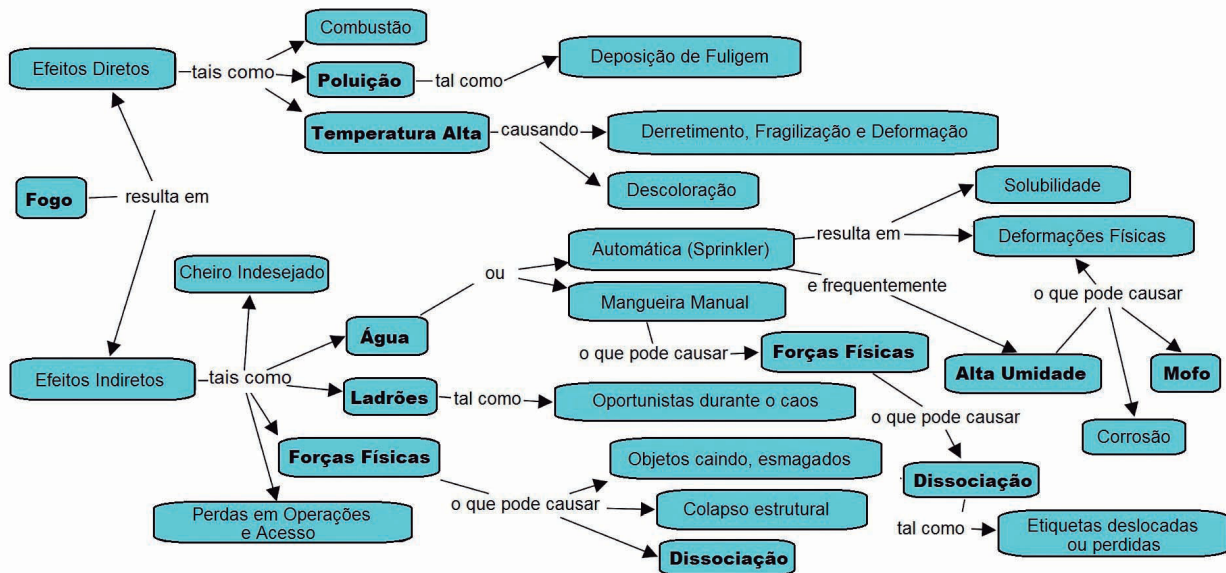 Combustão
Efeitos Diretos
tais como
Poluição
tal como
Deposição de Fuligem
Temperatura Alta
causando
Derretimento, Fragilização e Deformação
Descoloração
Fogo
resulta em
Solubilidade
Automática (Sprinkler)
resulta em
Deformações Físicas
Cheiro Indesejado
ou
e frequentemente
Mangueira Manual
o que pode causar
Água
o que pode causar
Forças Físicas
Alta Umidade
Mofo
Efeitos Indiretos
tais como
Ladrões
tal como
Oportunistas durante o caos
o que pode causar
Corrosão
Forças Físicas
o que pode causar
Objetos caindo, esmagados
Dissociação
Colapso estrutural
Perdas em Operações
e Acesso
tal como
Etiquetas deslocadas
ou perdidas
Dissociação